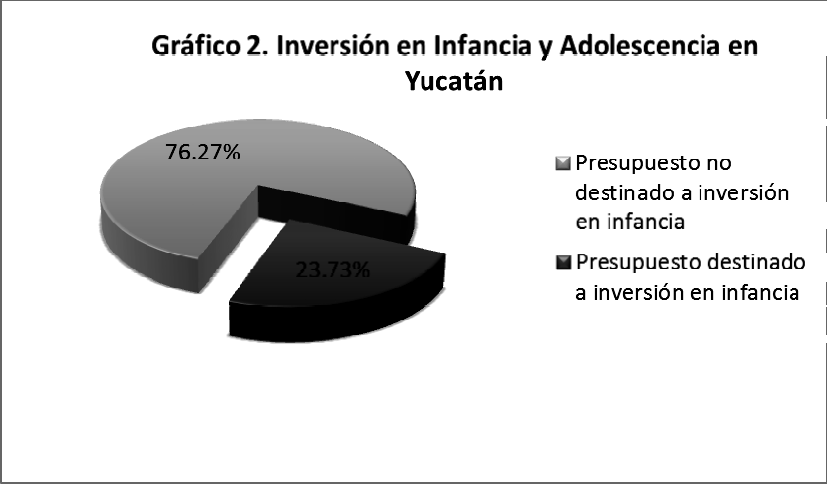 Gráfico 2. Inversión en Infancia y Adolescencia en
Yucatán
76.27%
23.73%
Presupuesto no
destinado a inversión
en infancia
Presupuesto destinado
a inversión en infancia